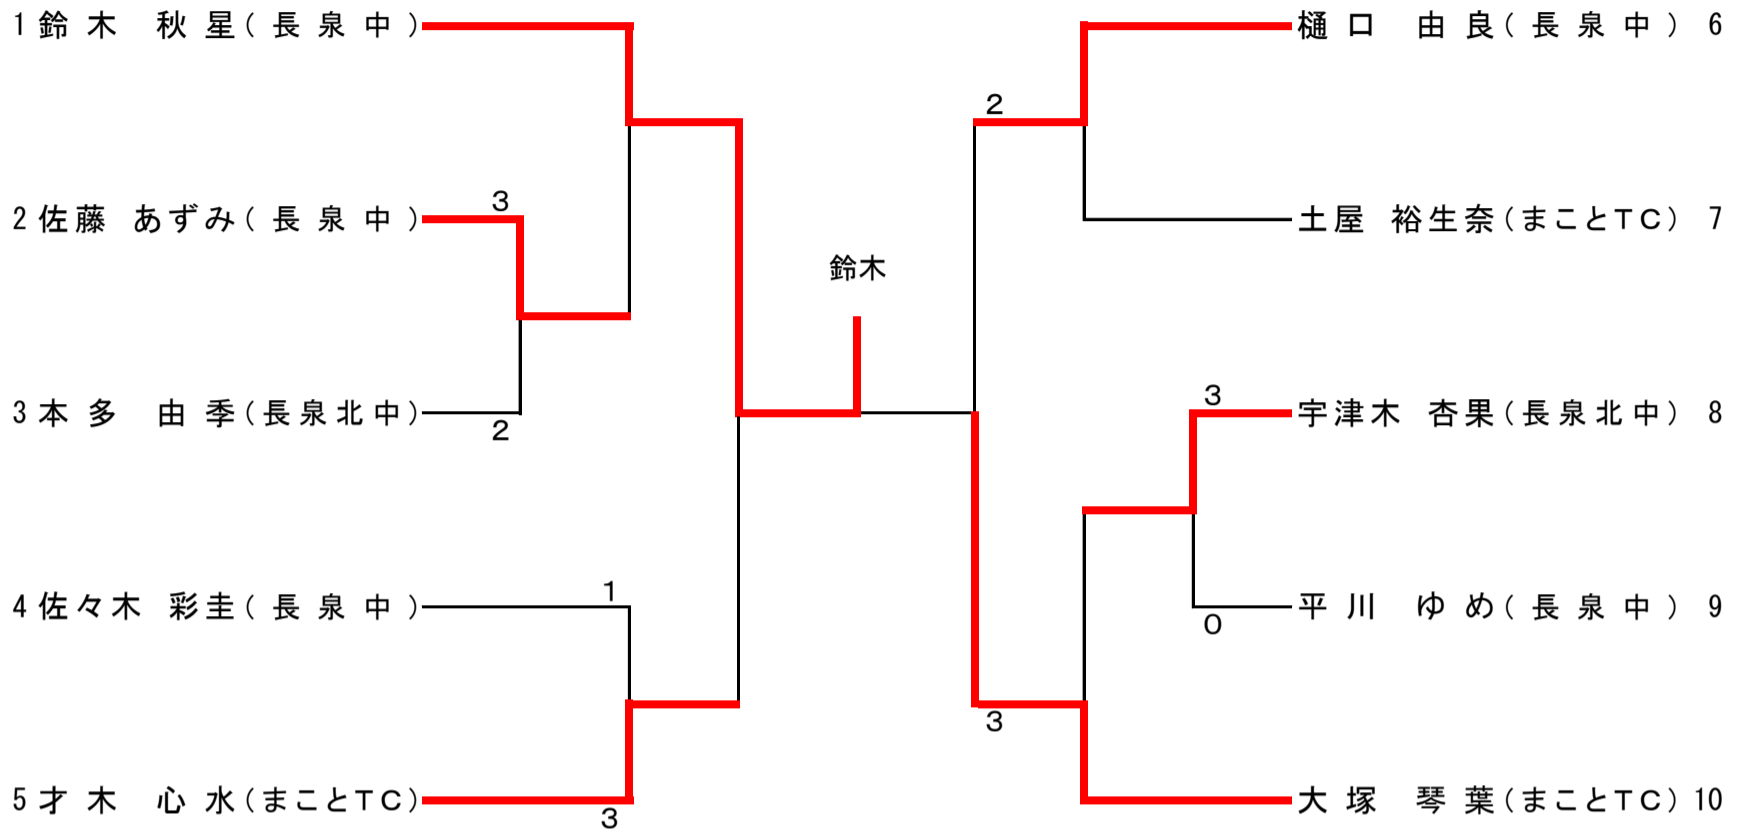 1 鈴木 秋星(長泉中)
2 佐藤 あずみ(長泉中)
3
3 本多 由季(長泉北中)
2
4 佐々木 彩圭(長泉中)
1
5 才木 心水(まことTC)
3
鈴木
樋口 由良(長泉中) 6
2
土屋 裕生奈(まことTC) 7
3
宇津木 杏果(長泉北中) 8
平川 ゆめ(長泉中) 9
0
3
大塚 琴葉(まことTC) 10